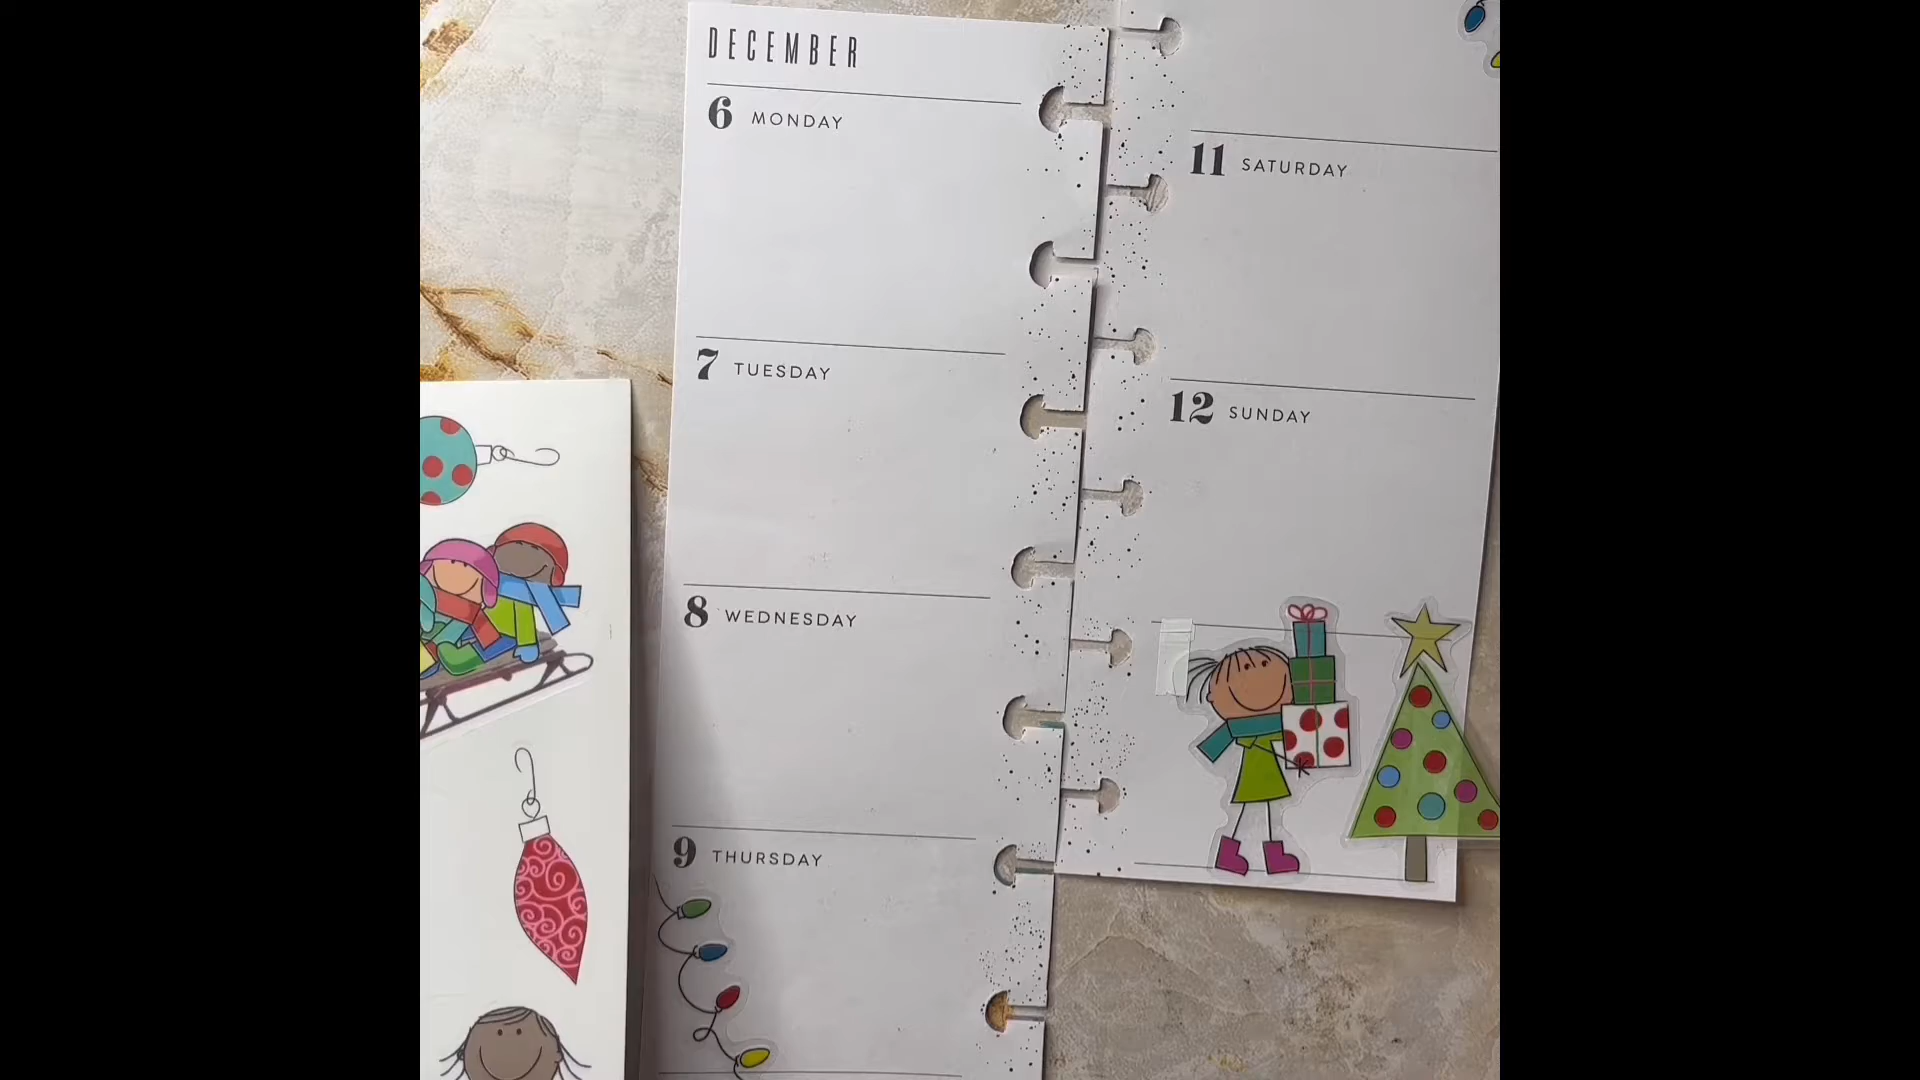 DECEMBER
6 MONDAY
7 TUESDAY
8 WEDNESDAY
9 THURSDAY
11 SATURDAY
12 SUNDAY